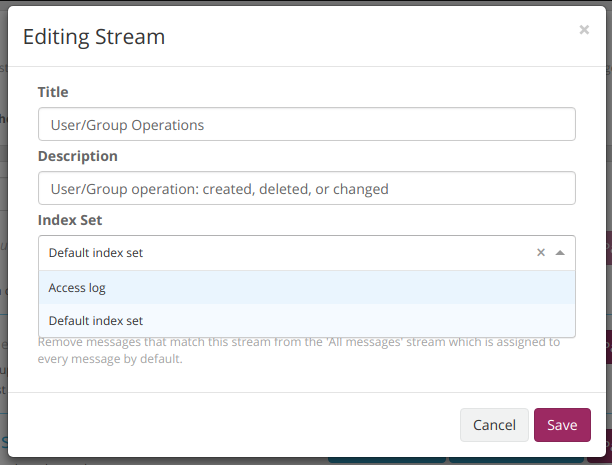 Editing Stream
×
Title
User/Group Operations
Description
User/Group operation: created, deleted, or changed
Index Set
Default index set ×
Access log
Default index set
Remove messages that match this stream from the 'All messages' stream which is assigned to
every message by default.
Cancel Save